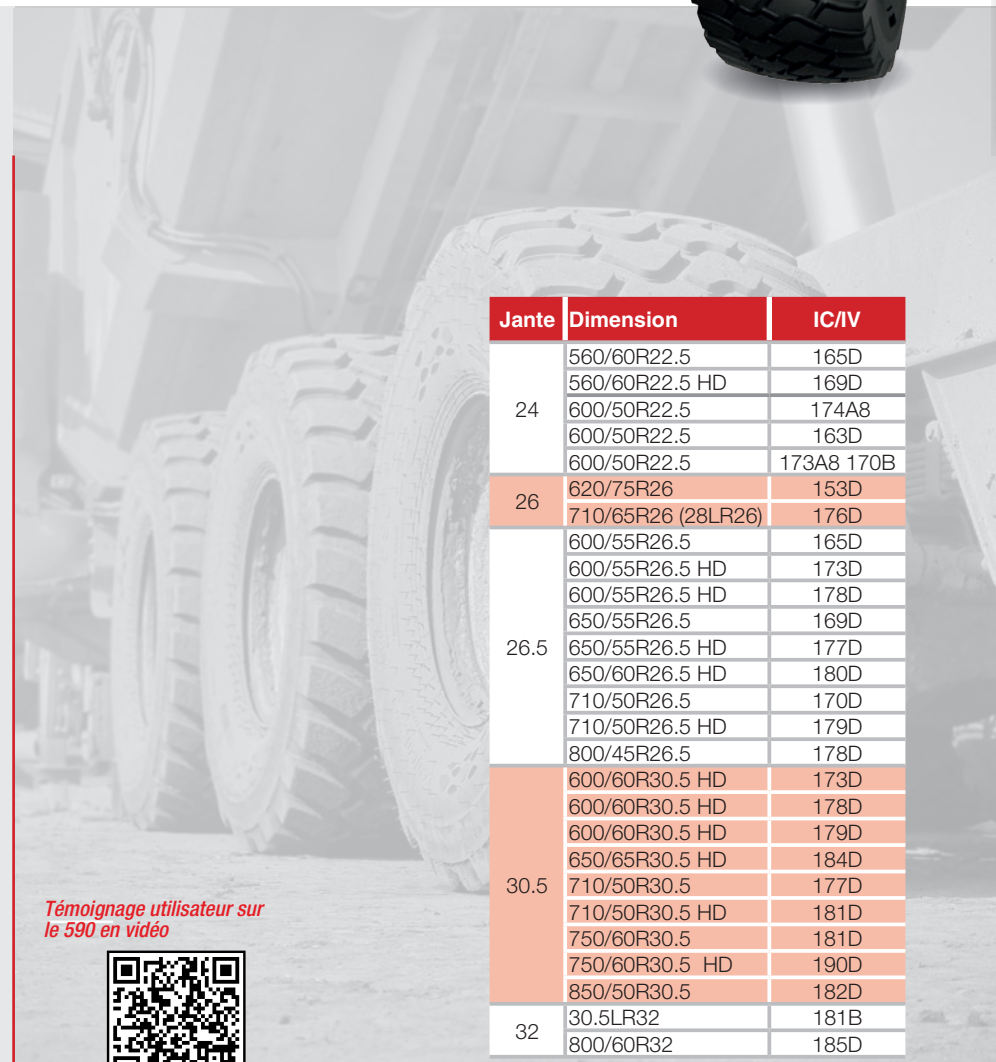 Jante Dimension IC/IV
24
560/60R22.5 165D
560/60R22.5 HD 169D
600/50R22.5 174A8
600/50R22.5 163D
600/50R22.5 173A8 170B
26
620/75R26 153D
710/65R26 (28LR26) 176D
26.5
600/55R26.5 165D
600/55R26.5 HD 173D
600/55R26.5 HD 178D
650/55R26.5 169D
650/55R26.5 HD 177D
650/60R26.5 HD 180D
710/50R26.5 170D
710/50R26.5 HD 179D
800/45R26.5 178D
30.5
600/60R30.5 HD 173D
600/60R30.5 HD 178D
600/60R30.5 HD 179D
650/65R30.5 HD 184D
710/50R30.5 177D
710/50R30.5 HD 181D
750/60R30.5 181D
750/60R30.5 HD 190D
850/50R30.5 182D
32
30.5LR32 181B
800/60R32 185D
Témoignage utilisateur sur
le 590 en vidéo